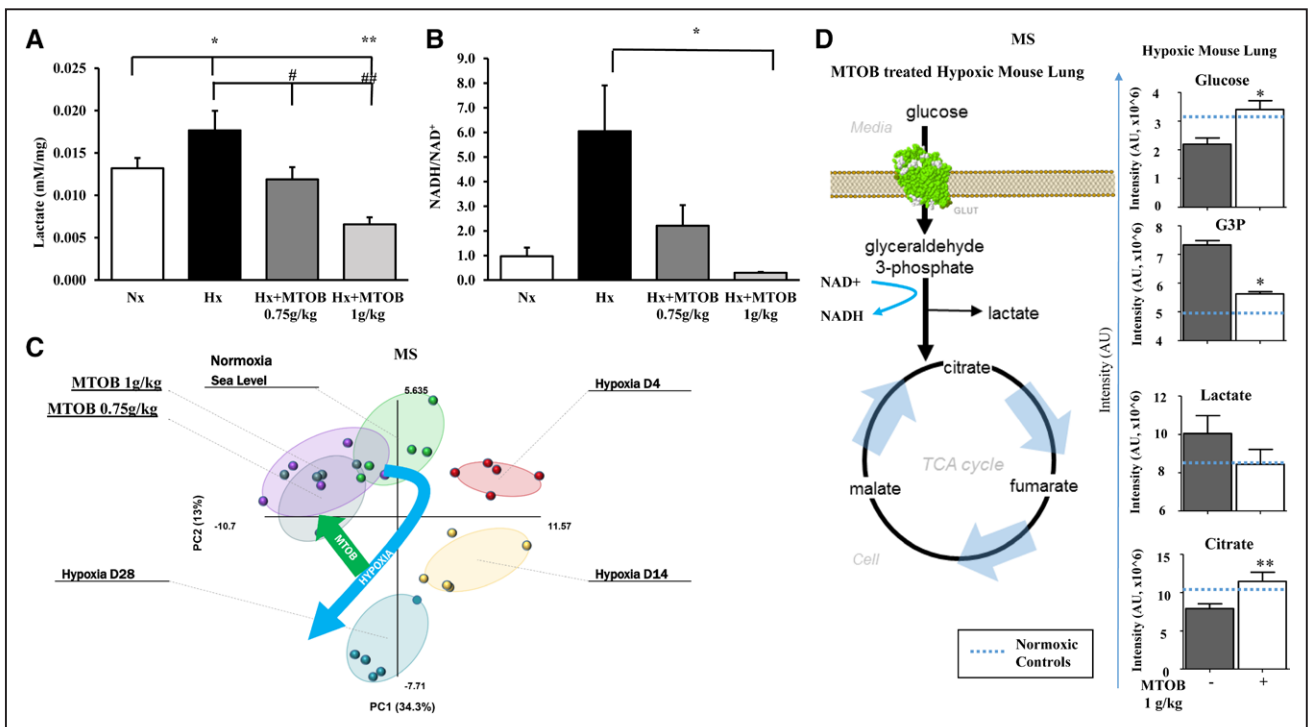 A
*
**
#
##
Lactate (mM/mg)
0.025
0.020
0.015
0.010
0.005
0.000
Nx
Hx
Hx+MTOB
0.75g/kg
Hx+MTOB
1g/kg
B
*
NADH/NAD+
9.0
8.0
7.0
6.0
5.0
4.0
3.0
2.0
1.0
0.0
Nx
Hx
Hx+MTOB
0.75g/kg
Hx+MTOB
1g/kg
C
MS
Normoxia
Sea Level
MTOB 1g/kg
MTOB 0.75g/kg
5.635
Hypoxia D4
-10.7
11.57
PC2 (13%)
MTOB
HYPOXIA
Hypoxia D28
Hypoxia D14
-7.71
PC1 (34.3%)
D
MS
MTOB treated Hypoxic Mouse Lung
glucose
Media
GLUT
glyceraldehyde
3-phosphate
NAD+
NADH
lactate
citrate
TCA cycle
malate
fumarate
Cell
Normoxic
Controls
Intensity (AU)
Hypoxic Mouse Lung
Glucose
Intensity (AU, x10^6)
4
3
2
1
0
*
G3P
Intensity (AU, x10^6)
8
7
6
5
4
*
Lactate
Intensity (AU, x10^6)
12
10
8
6
Citrate
Intensity (AU, x10^6)
15
10
5
0
**
MTOB
1 g/kg
-
+